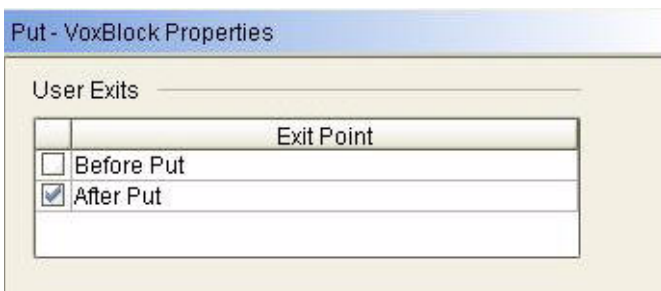 Put - VoxBlock Properties
User Exits
Exit Point
Before Put
After Put